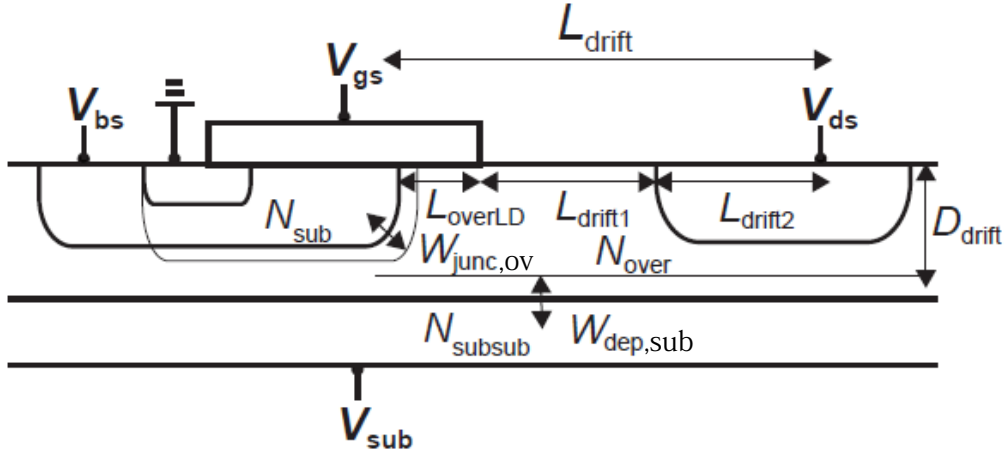 L_drift
V_gs
V_bs
V_ds
N_sub
L_overLD
L_drift1
L_drift2
D_drift
W_junc,ov
N_over
N_subsub
W_dep,sub
V_sub